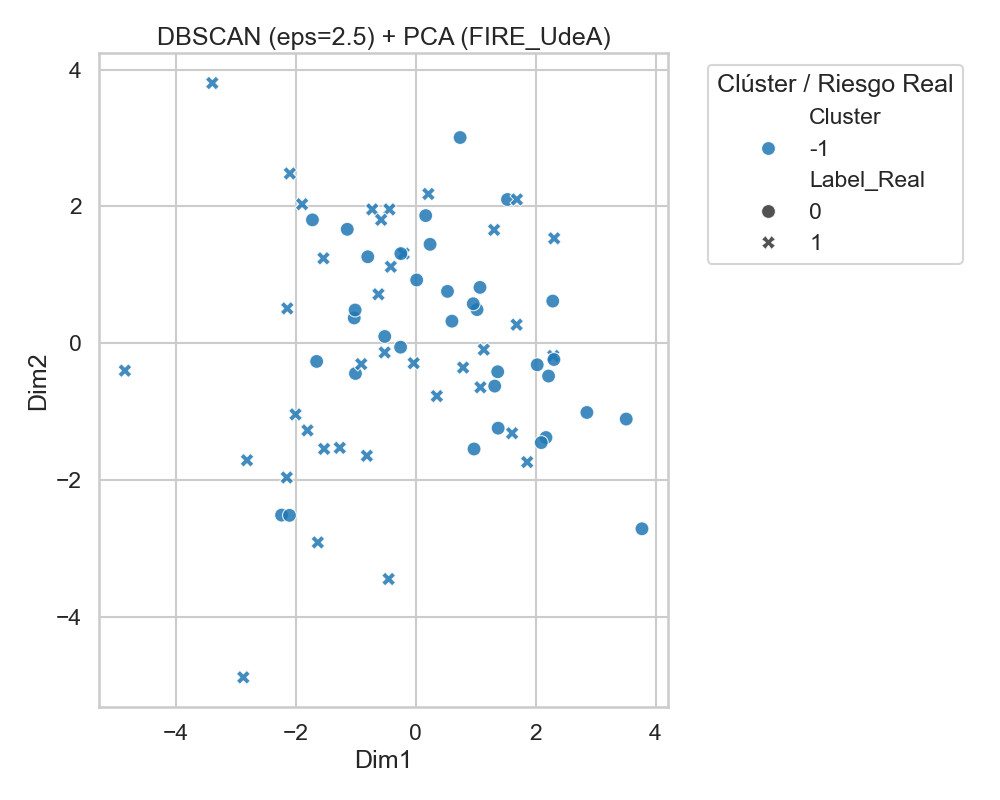 DBSCAN (eps=2.5) + PCA (FIRE_UdeA)
Clúster / Riesgo Real
Cluster
-1
Label_Real
0
1
4
2
0
−2
−4
Dim2
−4
−2
0
2
4
Dim1